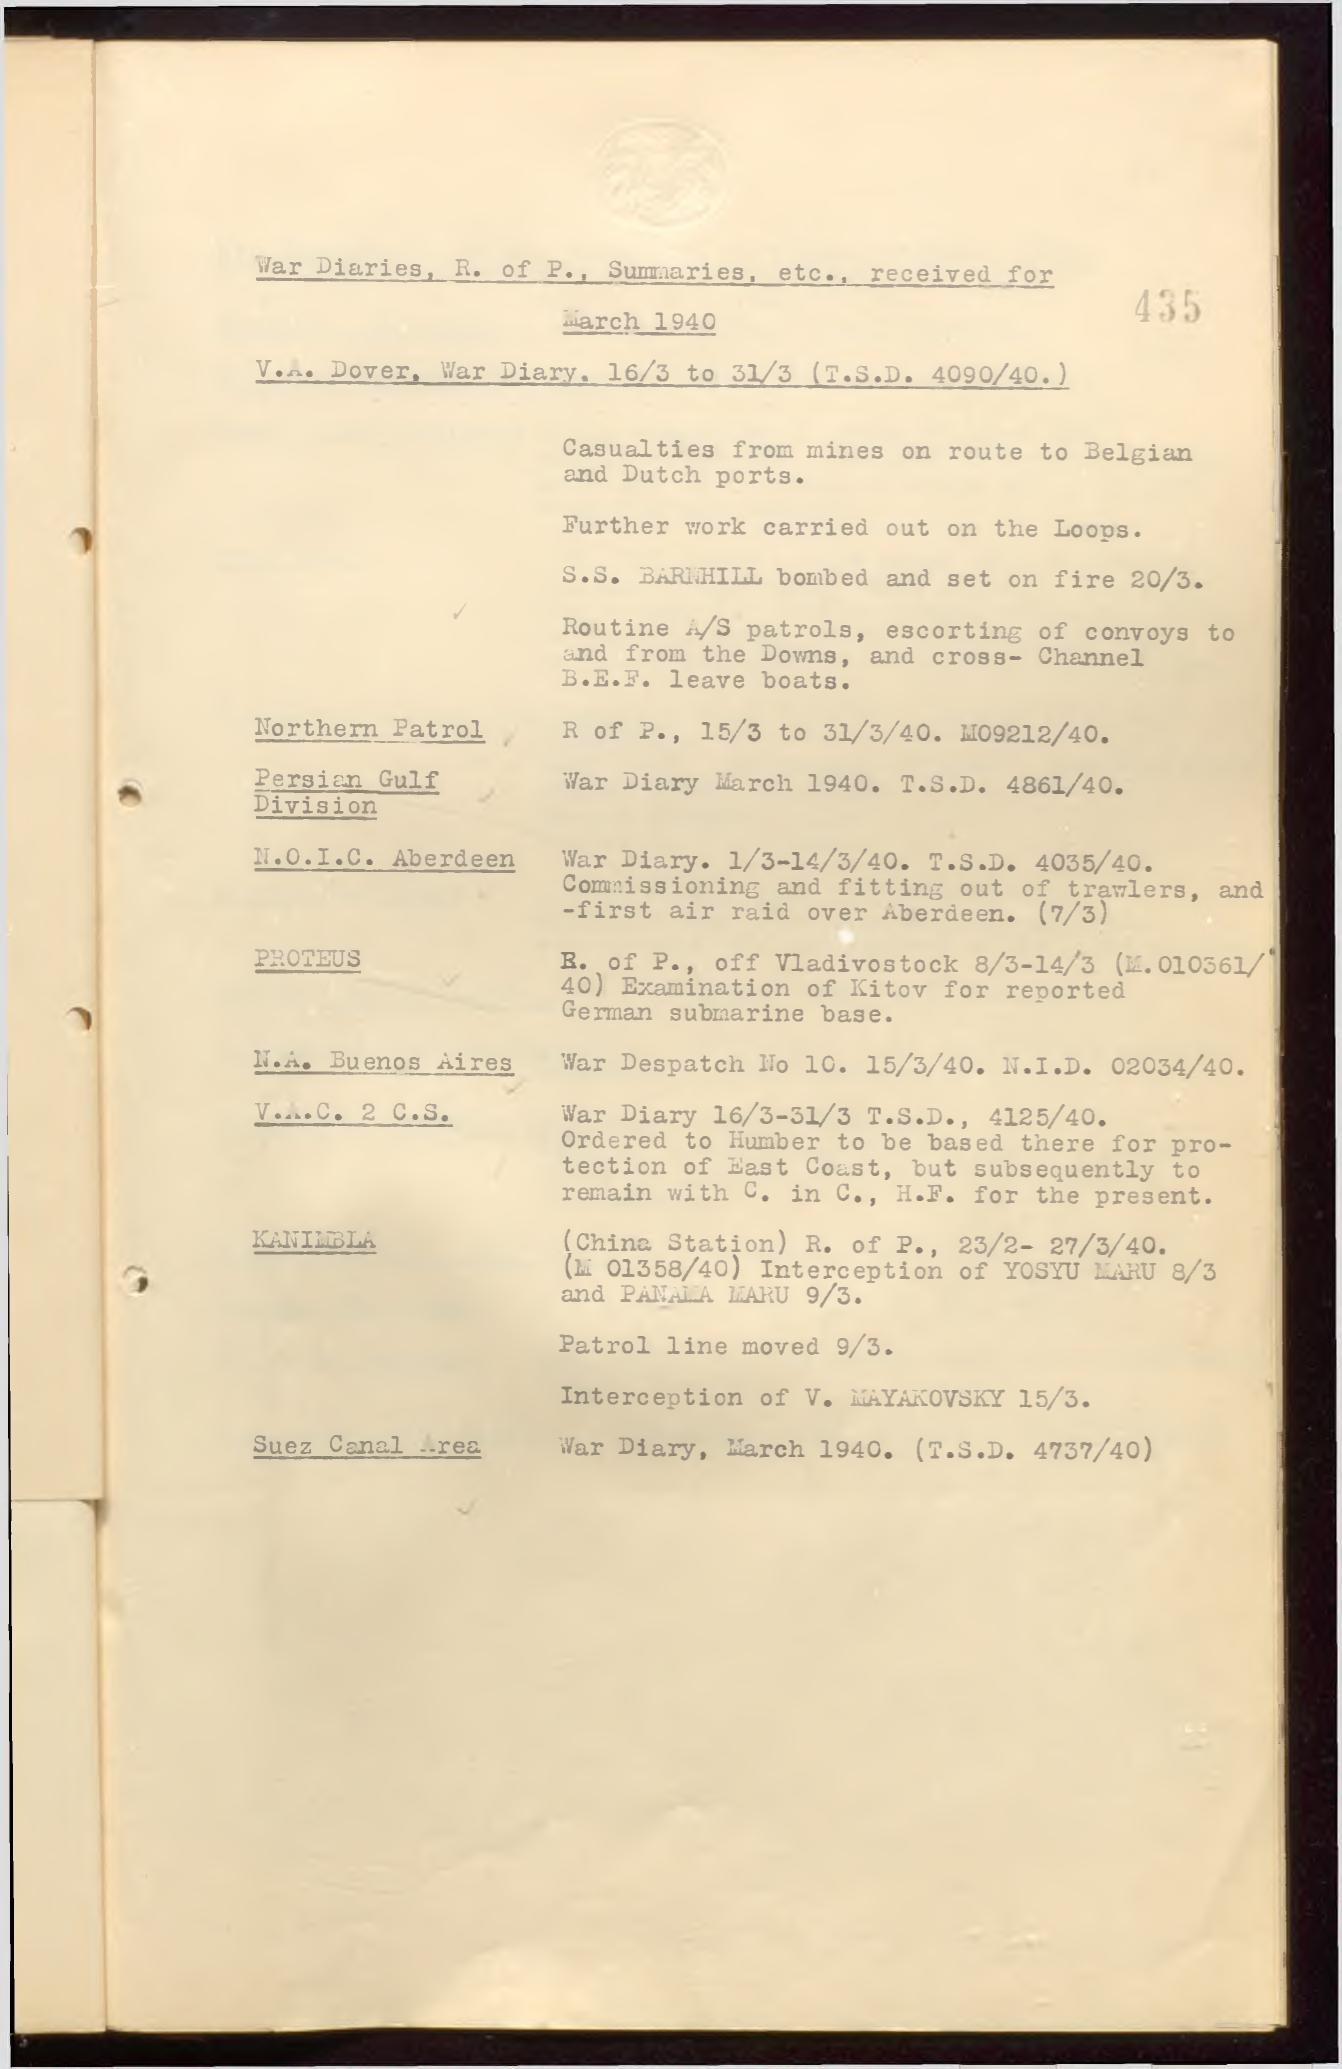 War Diaries, R. of P., Summaries, etc., received for
435
March 1940
V.A. Dover, War Diary. 16/3 to 31/3 (T.S.D. 4090/40.)
Casualties from mines on route to Belgian
and Dutch ports.
Further work carried out on the Loops.
S.S. BARNHILL bombed and set on fire 20/3.
Routine A/S patrols, escorting of convoys to
and from the Downs, and cross- Channel
B.E.F. leave boats.
Northern Patrol R of P., 15/3 to 31/3/40. M09212/40.
Persian Gulf War Diary March 1940. T.S.D. 4861/40.
Division
N.O.I.C. Aberdeen War Diary. 1/3-14/3/40. T.S.D. 4035/40.
Commissioning and fitting out of trawlers, and
-first air raid over Aberdeen. (7/3)
PROTEUS R. of P., off Vladivostock 8/3-14/3 (M.010361/
40) Examination of Kitov for reported
German submarine base.
N.A. Buenos Aires War Despatch No 10. 15/3/40. N.I.D. 02034/40.
V.A.C. 2 C.S. War Diary 16/3-31/3 T.S.D., 4125/40.
Ordered to Humber to be based there for pro-
tection of East Coast, but subsequently to
remain with C. in C., H.F. for the present.
KANIMBLA (China Station) R. of P., 23/2- 27/3/40.
(M 01358/40) Interception of YOSYU MARU 8/3
and PANAMA MARU 9/3.
Patrol line moved 9/3.
Interception of V. MAYAKOVSKY 15/3.
Suez Canal Area War Diary, March 1940. (T.S.D. 4737/40)